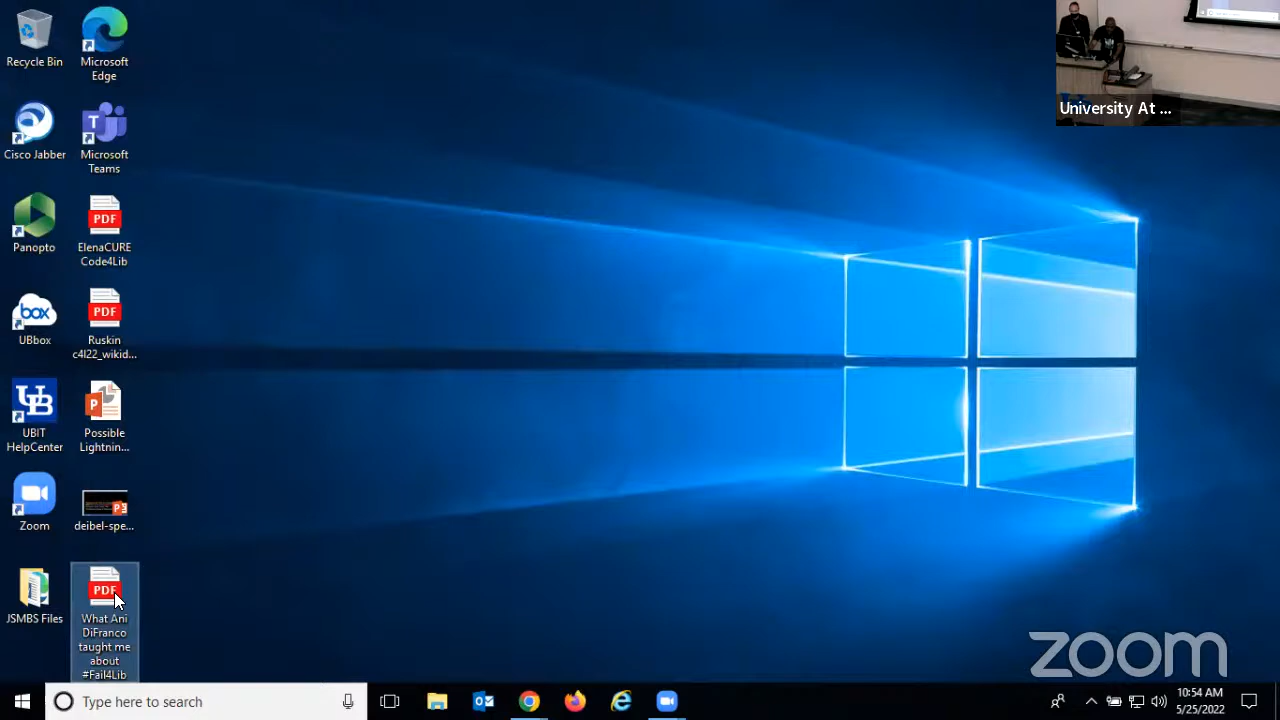 Recycle Bin
Microsoft
Edge
University At ...
Cisco Jabber
T
Microsoft
Teams
Panopto
PDF
ElenaCURE
Code4Lib
box
UBbox
PDF
Ruskin
c4l22_wikid...
UB
UBIT
HelpCenter
P
Possible
Lightnin...
Zoom
P
deibel-spe...
JSMBS Files
PDF
What Ani
DiFranco
taught me
about
#Fail4Lib
zoom
Type here to search
10:54 AM
5/25/2022